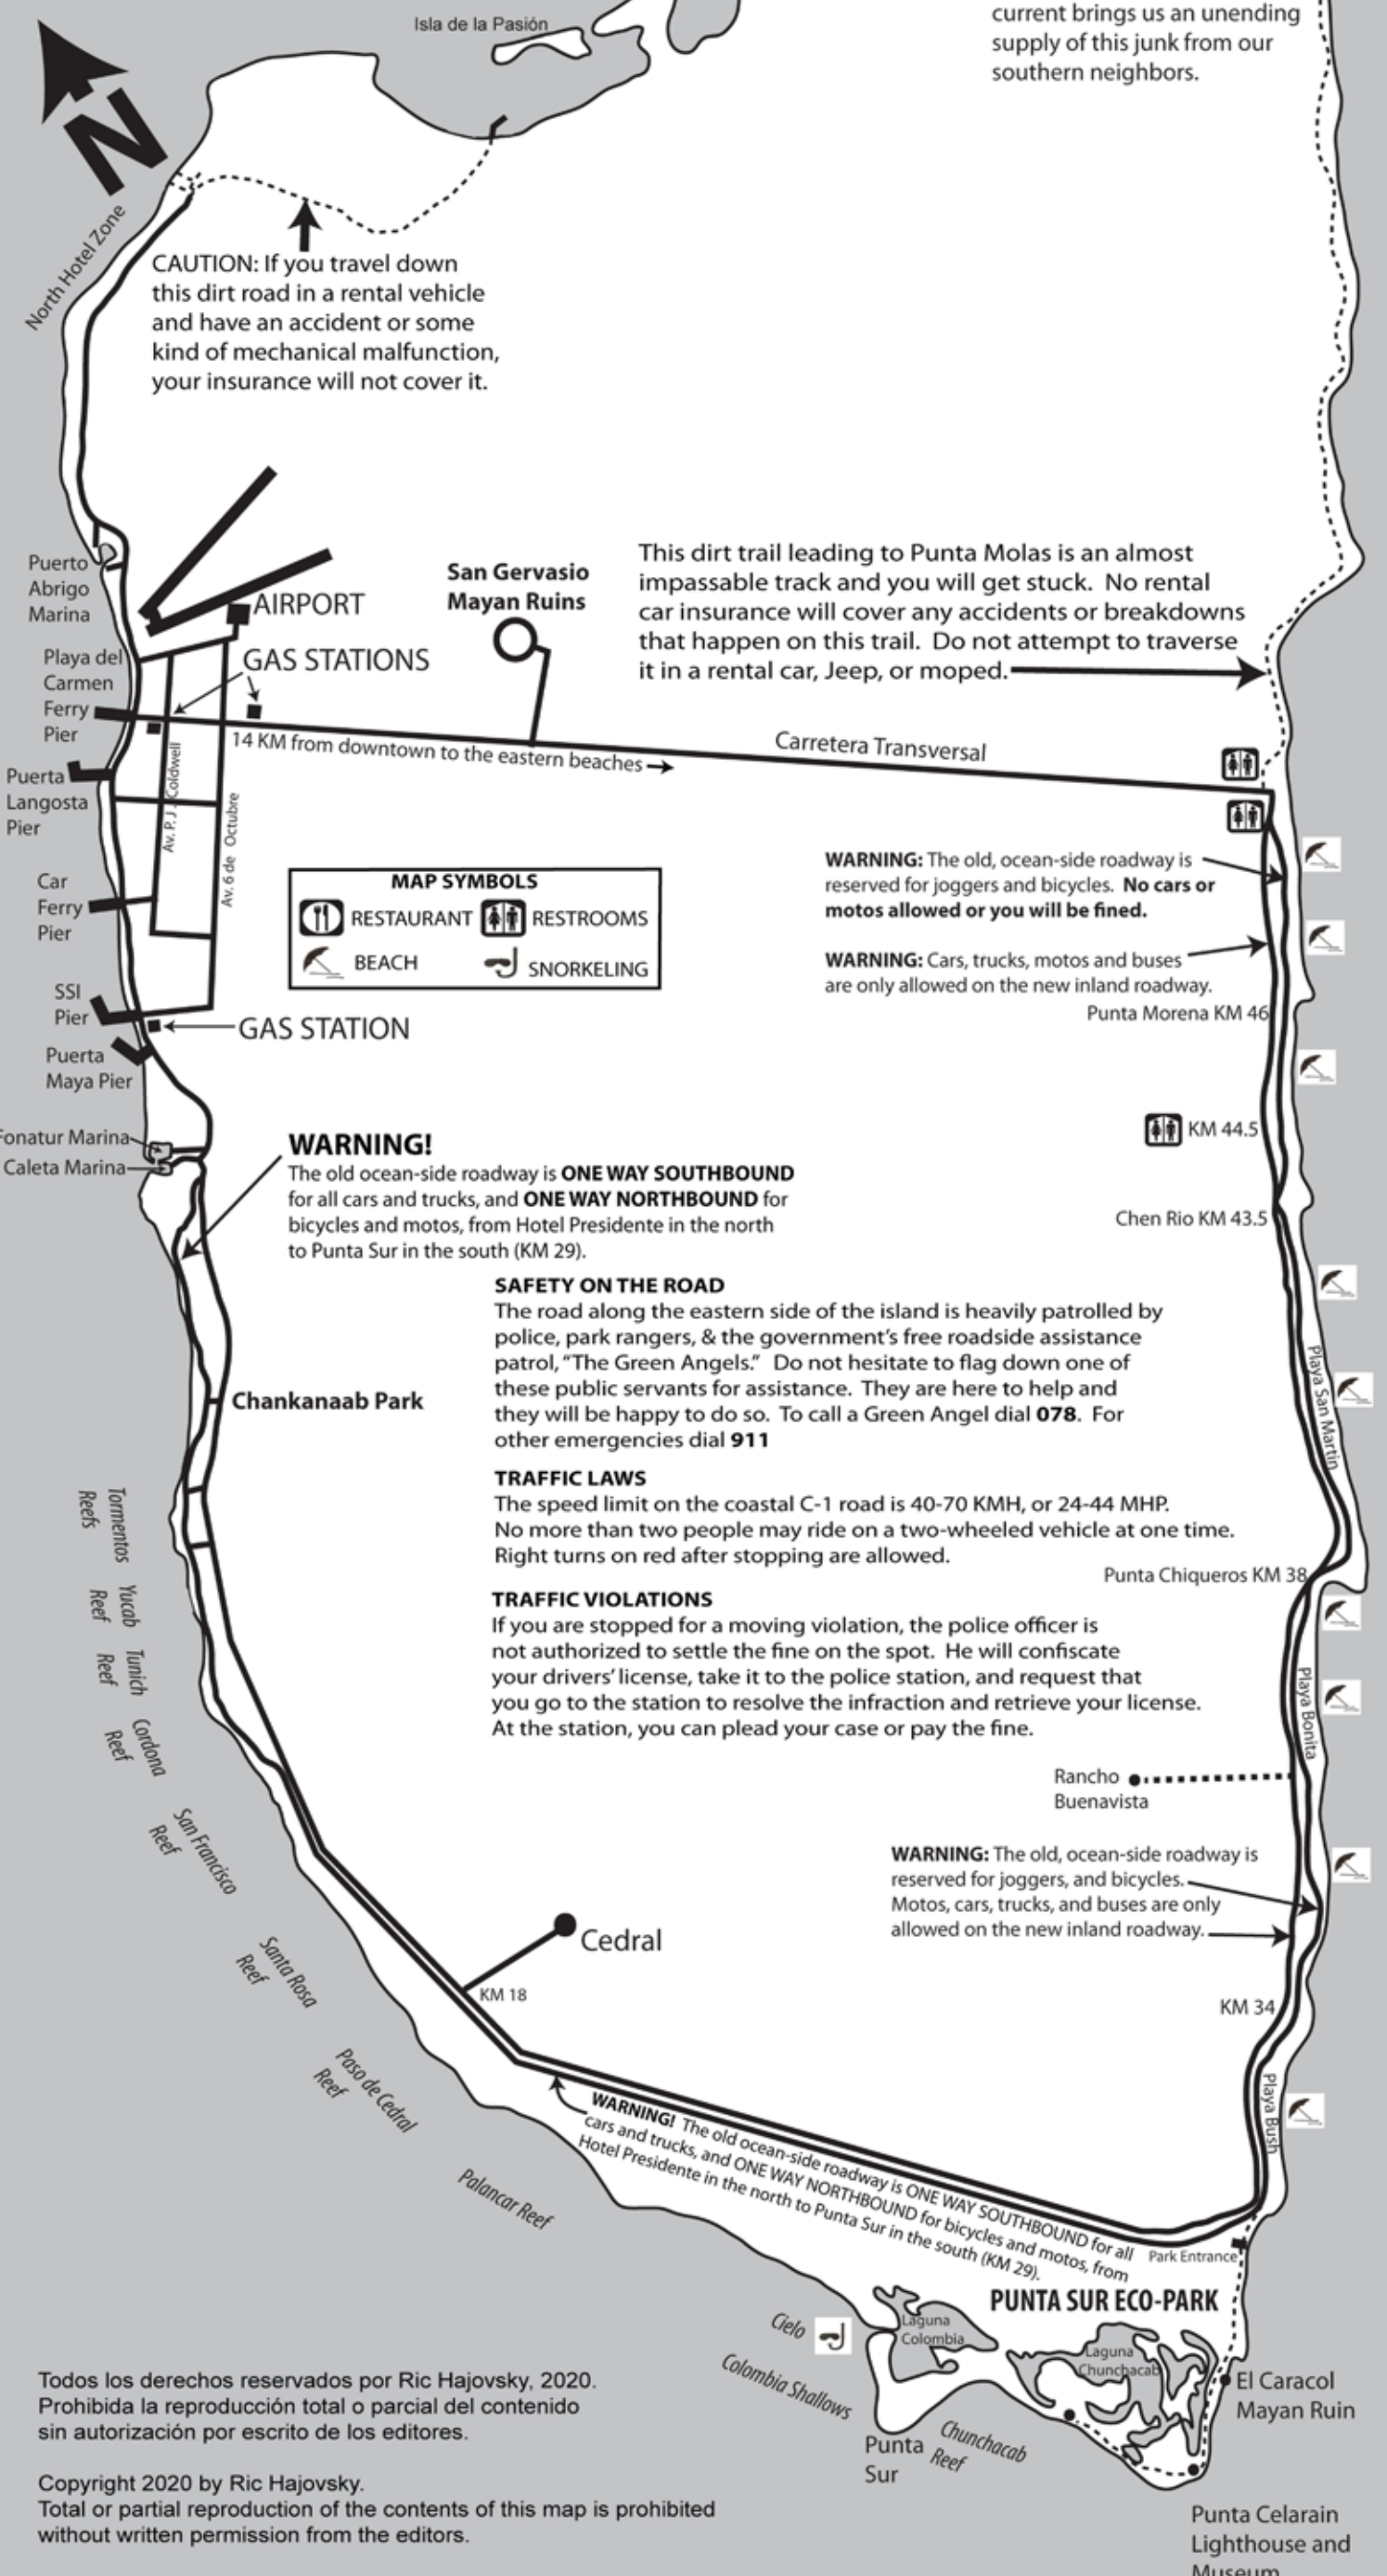 Isla de la Pasión
current brings us an unending
supply of this junk from our
southern neighbors.
N
North Hotel Zone
CAUTION: If you travel down
this dirt road in a rental vehicle
and have an accident or some
kind of mechanical malfunction,
your insurance will not cover it.
Puerto
Abrigo
Marina
AIRPORT
San Gervasio
Mayan Ruins
This dirt trail leading to Punta Molas is an almost
impassable track and you will get stuck. No rental
car insurance will cover any accidents or breakdowns
that happen on this trail. Do not attempt to traverse
it in a rental car, Jeep, or moped.
Playa del
Carmen
Ferry
Pier
GAS STATIONS
14 KM from downtown to the eastern beaches
Carretera Transversal
Puerta
Langosta
Pier
Av. P. J. Coldwell
Av. 6 de Octubre
Car
Ferry
Pier
MAP SYMBOLS
RESTAURANT
RESTROOMS
BEACH
SNORKELING
WARNING: The old, ocean-side roadway is
reserved for joggers and bicycles. No cars or
motos allowed or you will be fined.
WARNING: Cars, trucks, motos and buses
are only allowed on the new inland roadway.
Punta Morena KM 46
SSI
Pier
GAS STATION
Puerta
Maya Pier
KM 44.5
Fonatur Marina
Caleta Marina
WARNING!
The old ocean-side roadway is ONE WAY SOUTHBOUND
for all cars and trucks, and ONE WAY NORTHBOUND for
bicycles and motos, from Hotel Presidente in the north
to Punta Sur in the south (KM 29).
Chen Rio KM 43.5
SAFETY ON THE ROAD
The road along the eastern side of the island is heavily patrolled by
police, park rangers, & the government's free roadside assistance
patrol, "The Green Angels." Do not hesitate to flag down one of
these public servants for assistance. They are here to help and
they will be happy to do so. To call a Green Angel dial 078. For
other emergencies dial 911
Playa San Martin
Chankanaab Park
TRAFFIC LAWS
The speed limit on the coastal C-1 road is 40-70 KMH, or 24-44 MHP.
No more than two people may ride on a two-wheeled vehicle at one time.
Right turns on red after stopping are allowed.
Punta Chiqueros KM 38
Tormentos
Reefs
Yucab
Reef
Tunich
Reef
Cordona
Reef
San Francisco
Reef
Santa Rosa
Reef
Paso de Cedral
Reef
Palancar Reef
TRAFFIC VIOLATIONS
If you are stopped for a moving violation, the police officer is
not authorized to settle the fine on the spot. He will confiscate
your drivers' license, take it to the police station, and request that
you go to the station to resolve the infraction and retrieve your license.
At the station, you can plead your case or pay the fine.
Playa Bonita
Rancho
Buenavista
WARNING: The old, ocean-side roadway is
reserved for joggers, and bicycles.
Motos, cars, trucks, and buses are only
allowed on the new inland roadway.
Cedral
KM 18
KM 34
Playa Bush
WARNING! The old ocean-side roadway is ONE WAY SOUTHBOUND for all
cars and trucks, and ONE WAY NORTHBOUND for bicycles and motos, from
Hotel Presidente in the north to Punta Sur in the south (KM 29).
Park Entrance
PUNTA SUR ECO-PARK
Cielo
Laguna
Colombia
Laguna
Chunchacab
Colombia Shallows
El Caracol
Mayan Ruin
Punta
Sur
Chunchacab
Reef
Punta Celarain
Lighthouse and
Museum
Todos los derechos reservados por Ric Hajovsky, 2020.
Prohibida la reproducción total o parcial del contenido
sin autorización por escrito de los editores.
Copyright 2020 by Ric Hajovsky.
Total or partial reproduction of the contents of this map is prohibited
without written permission from the editors.